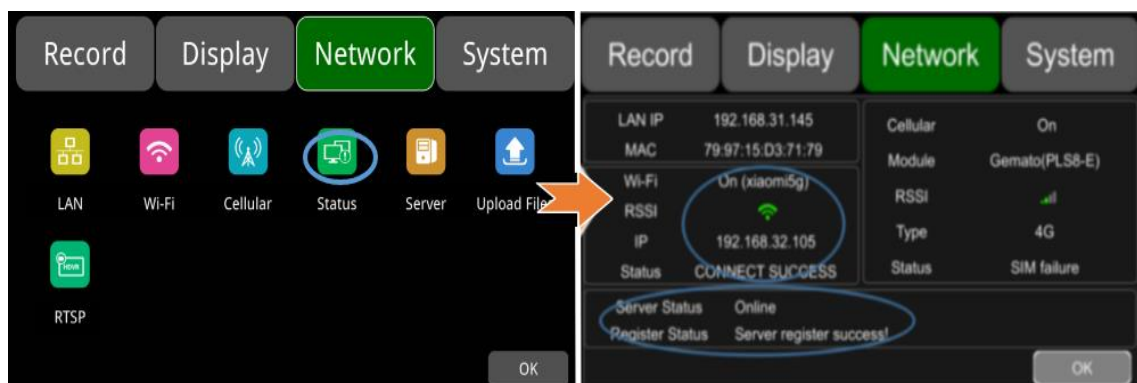 Record Display Network System
LAN Wi-Fi Cellular Status Server Upload Files
HDVR
RTSP
OK
Record Display Network System
LAN IP 192.168.31.145
MAC 79:97:15:D3:71:79
Wi-Fi On (xiaomi5g)
RSSI
IP 192.168.32.105
Status CONNECT SUCCESS
Cellular On
Module Gemato(PLS8-E)
RSSI
Type 4G
Status SIM failure
Server Status Online
Register Status Server register success!
OK